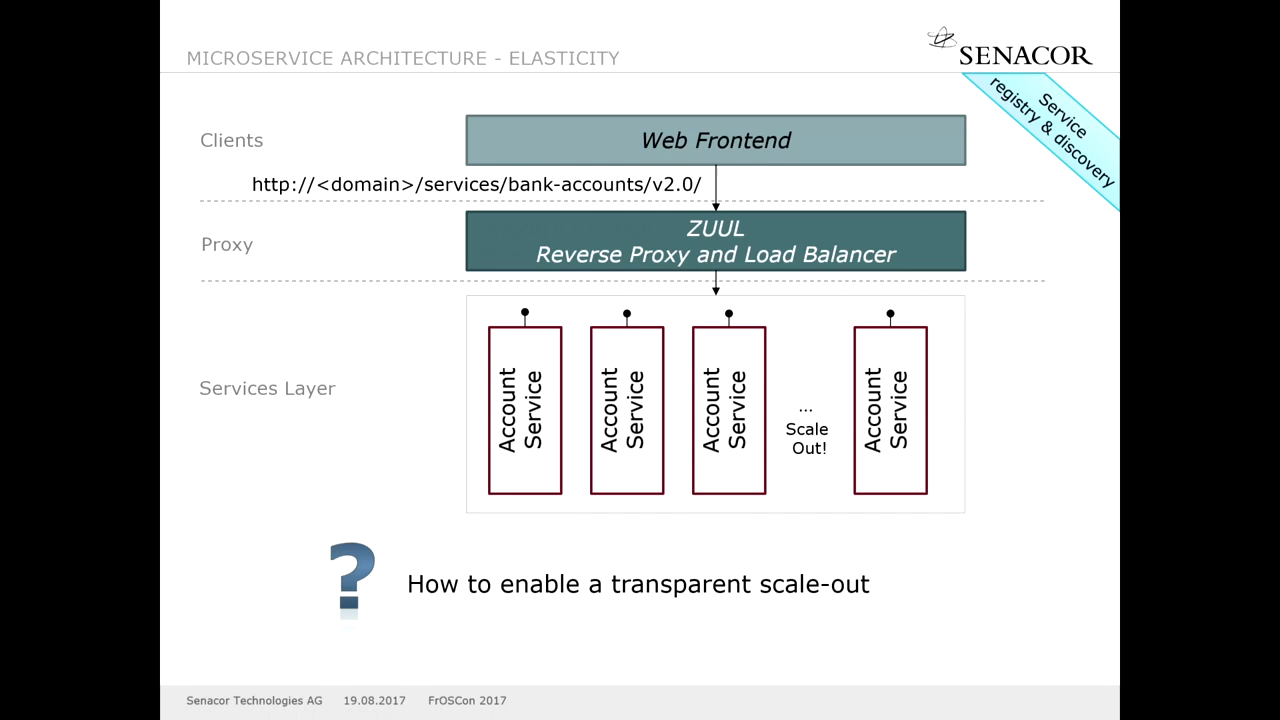 MICROSERVICE ARCHITECTURE - ELASTICITY
SENACOR
Service
registry & discovery
Clients
Web Frontend
http://<domain>/services/bank-accounts/v2.0/
Proxy
ZUUL
Reverse Proxy and Load Balancer
Services Layer
Account
Service
Account
Service
Account
Service
...
Scale
Out!
Account
Service
?
How to enable a transparent scale-out
Senacor Technologies AG 19.08.2017 FrOSCon 2017